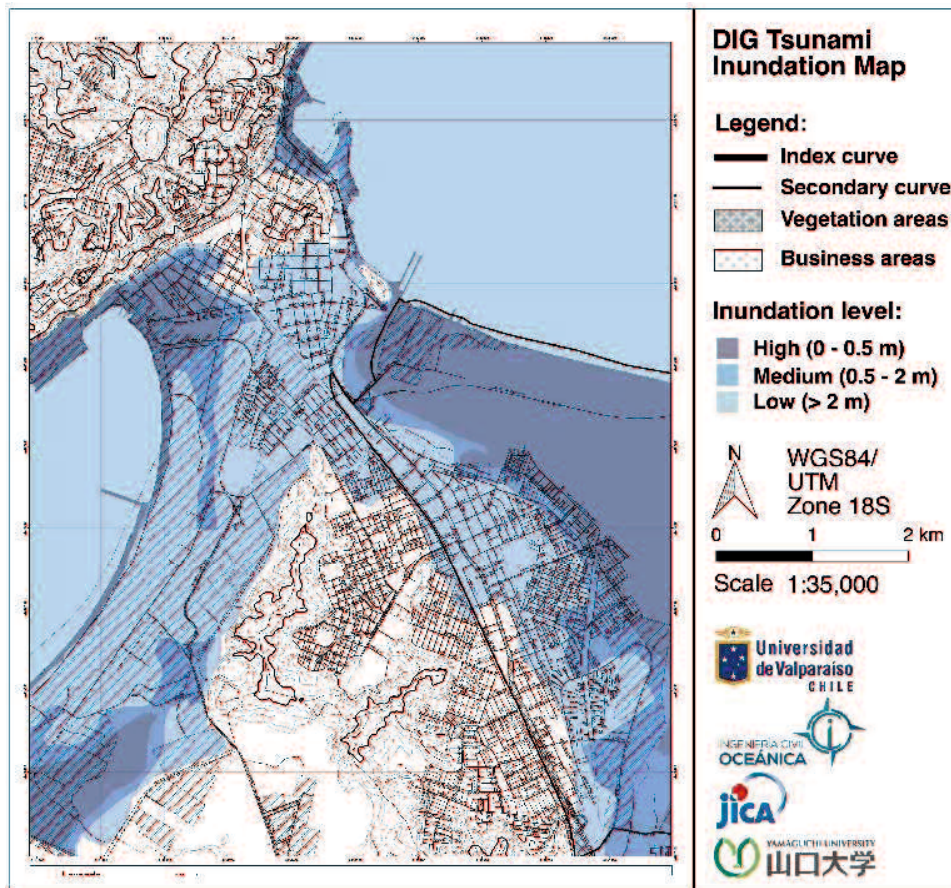 DIG Tsunami
Inundation Map
Legend:
Index curve
Secondary curve
Vegetation areas
Business areas
Inundation level:
High (0 - 0.5 m)
Medium (0.5 - 2 m)
Low (> 2 m)
N
WGS84/
UTM
Zone 18S
0 1 2 km
Scale 1:35,000
Universidad
de Valparaíso
CHILE
INGENIERÍA CIVIL
OCEÁNICA
jica
YAMAGUCHI UNIVERSITY
山口大学